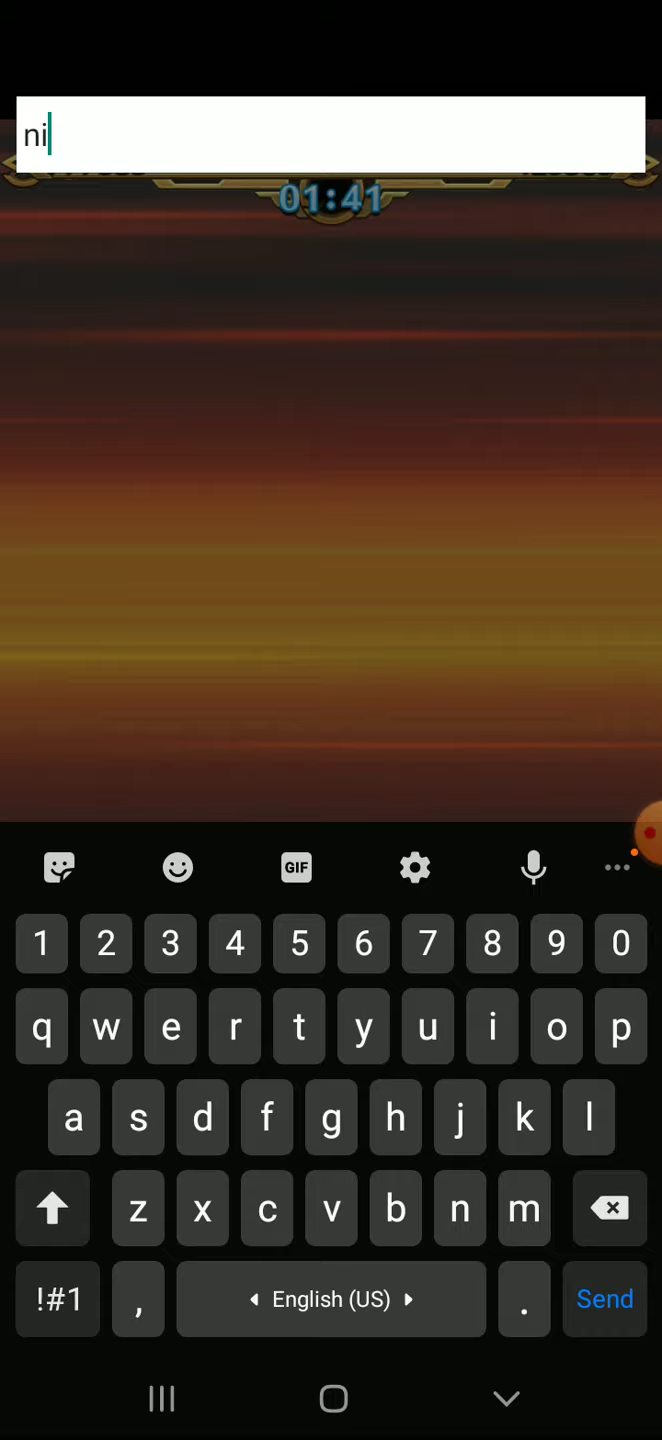 ni
01:41
GIF
1 2 3 4 5 6 7 8 9 0
q w e r t y u i o p
a s d f g h j k l
z x c v b n m
!#1 , English (US) . Send